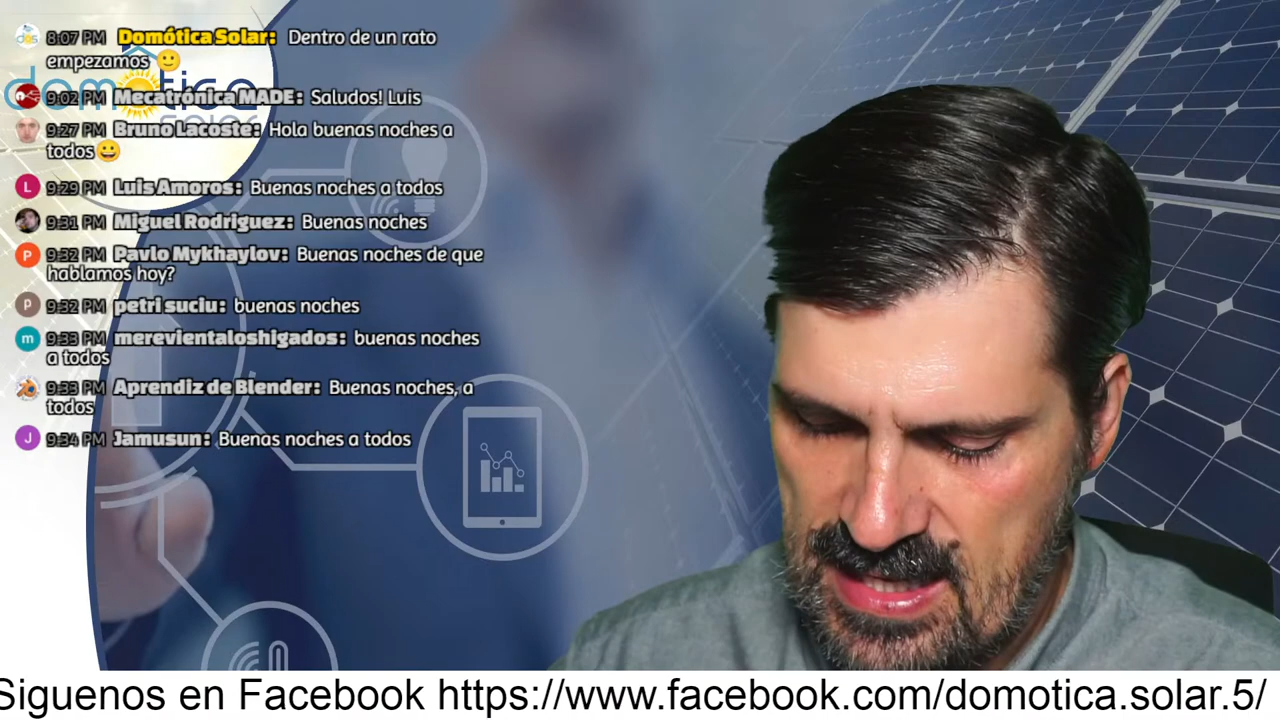 8:07 PM Domótica Solar: Dentro de un rato
empezamos
domótica
solar
9:02 PM Mecatrónica MADE: Saludos! Luis
9:27 PM Bruno Lacoste: Hola buenas noches a
todos
L 9:29 PM Luis Amoros: Buenas noches a todos
9:31 PM Miguel Rodriguez: Buenas noches
P 9:32 PM Pavlo Mykhaylov: Buenas noches de que
hablamos hoy?
P 9:32 PM petri suciu: buenas noches
m 9:33 PM merevientaloshigados: buenas noches
a todos
9:33 PM Aprendiz de Blender: Buenas noches, a
todos
J 9:34 PM Jamusun: Buenas noches a todos
Siguenos en Facebook https://www.facebook.com/domotica.solar.5/